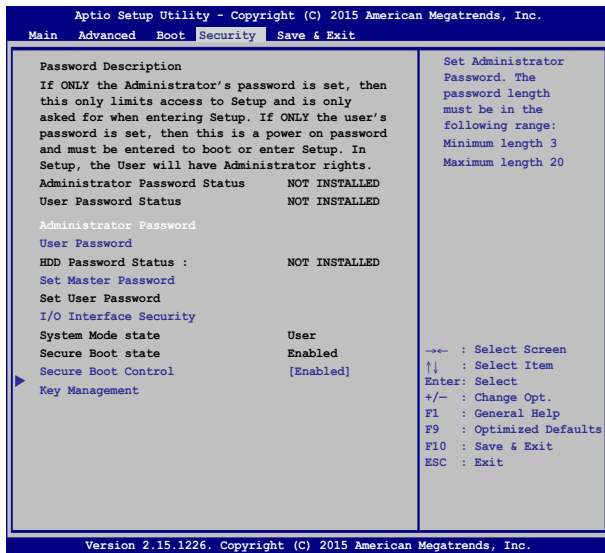 Aptio Setup Utility - Copyright (C) 2015 American Megatrends, Inc.
Main Advanced Boot Security Save & Exit
Password Description
If ONLY the Administrator's password is set, then
this only limits access to Setup and is only
asked for when entering Setup. If ONLY the user's
password is set, then this is a power on password
and must be entered to boot or enter Setup. In
Setup, the User will have Administrator rights.
Administrator Password Status NOT INSTALLED
User Password Status NOT INSTALLED
Administrator Password
User Password
HDD Password Status : NOT INSTALLED
Set Master Password
Set User Password
I/O Interface Security
System Mode state User
Secure Boot state Enabled
Secure Boot Control [Enabled]
Key Management
Set Administrator
Password. The
password length
must be in the
following range:
Minimum length 3
Maximum length 20
→← : Select Screen
↑↓ : Select Item
Enter: Select
+/— : Change Opt.
F1 : General Help
F9 : Optimized Defaults
F10 : Save & Exit
ESC : Exit
Version 2.15.1226. Copyright (C) 2015 American Megatrends, Inc.